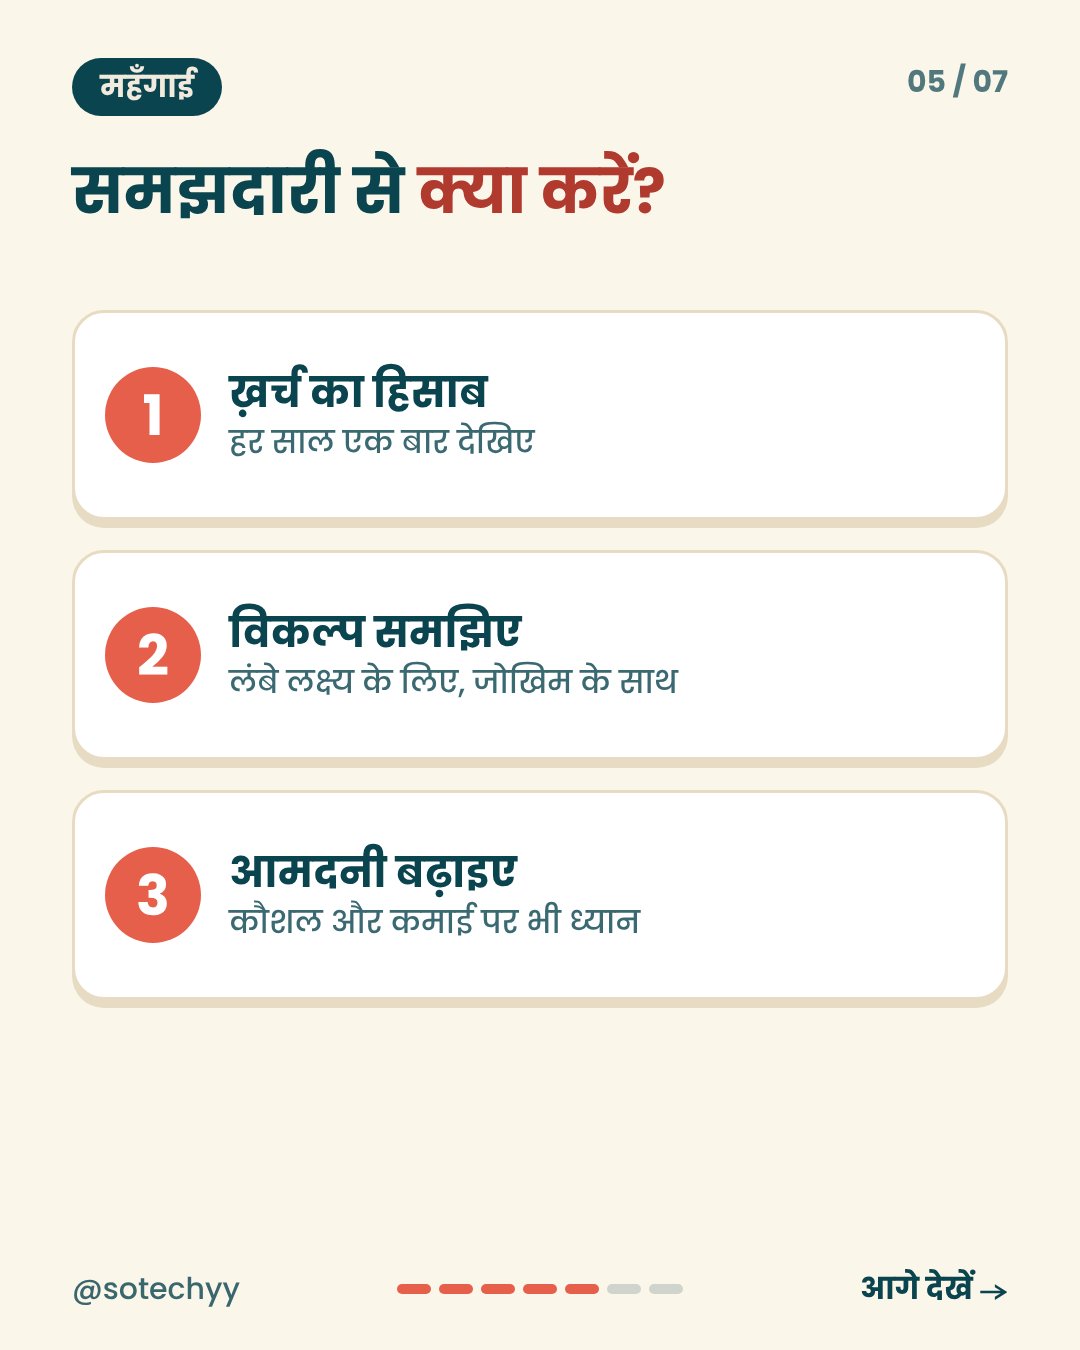 महँगाई
05 / 07
समझदारी से क्या करें?
1
ख़र्च का हिसाब
हर साल एक बार देखिए
2
विकल्प समझिए
लंबे लक्ष्य के लिए, जोखिम के साथ
3
आमदनी बढ़ाइए
कौशल और कमाई पर भी ध्यान
@sotechyy
आगे देखें →